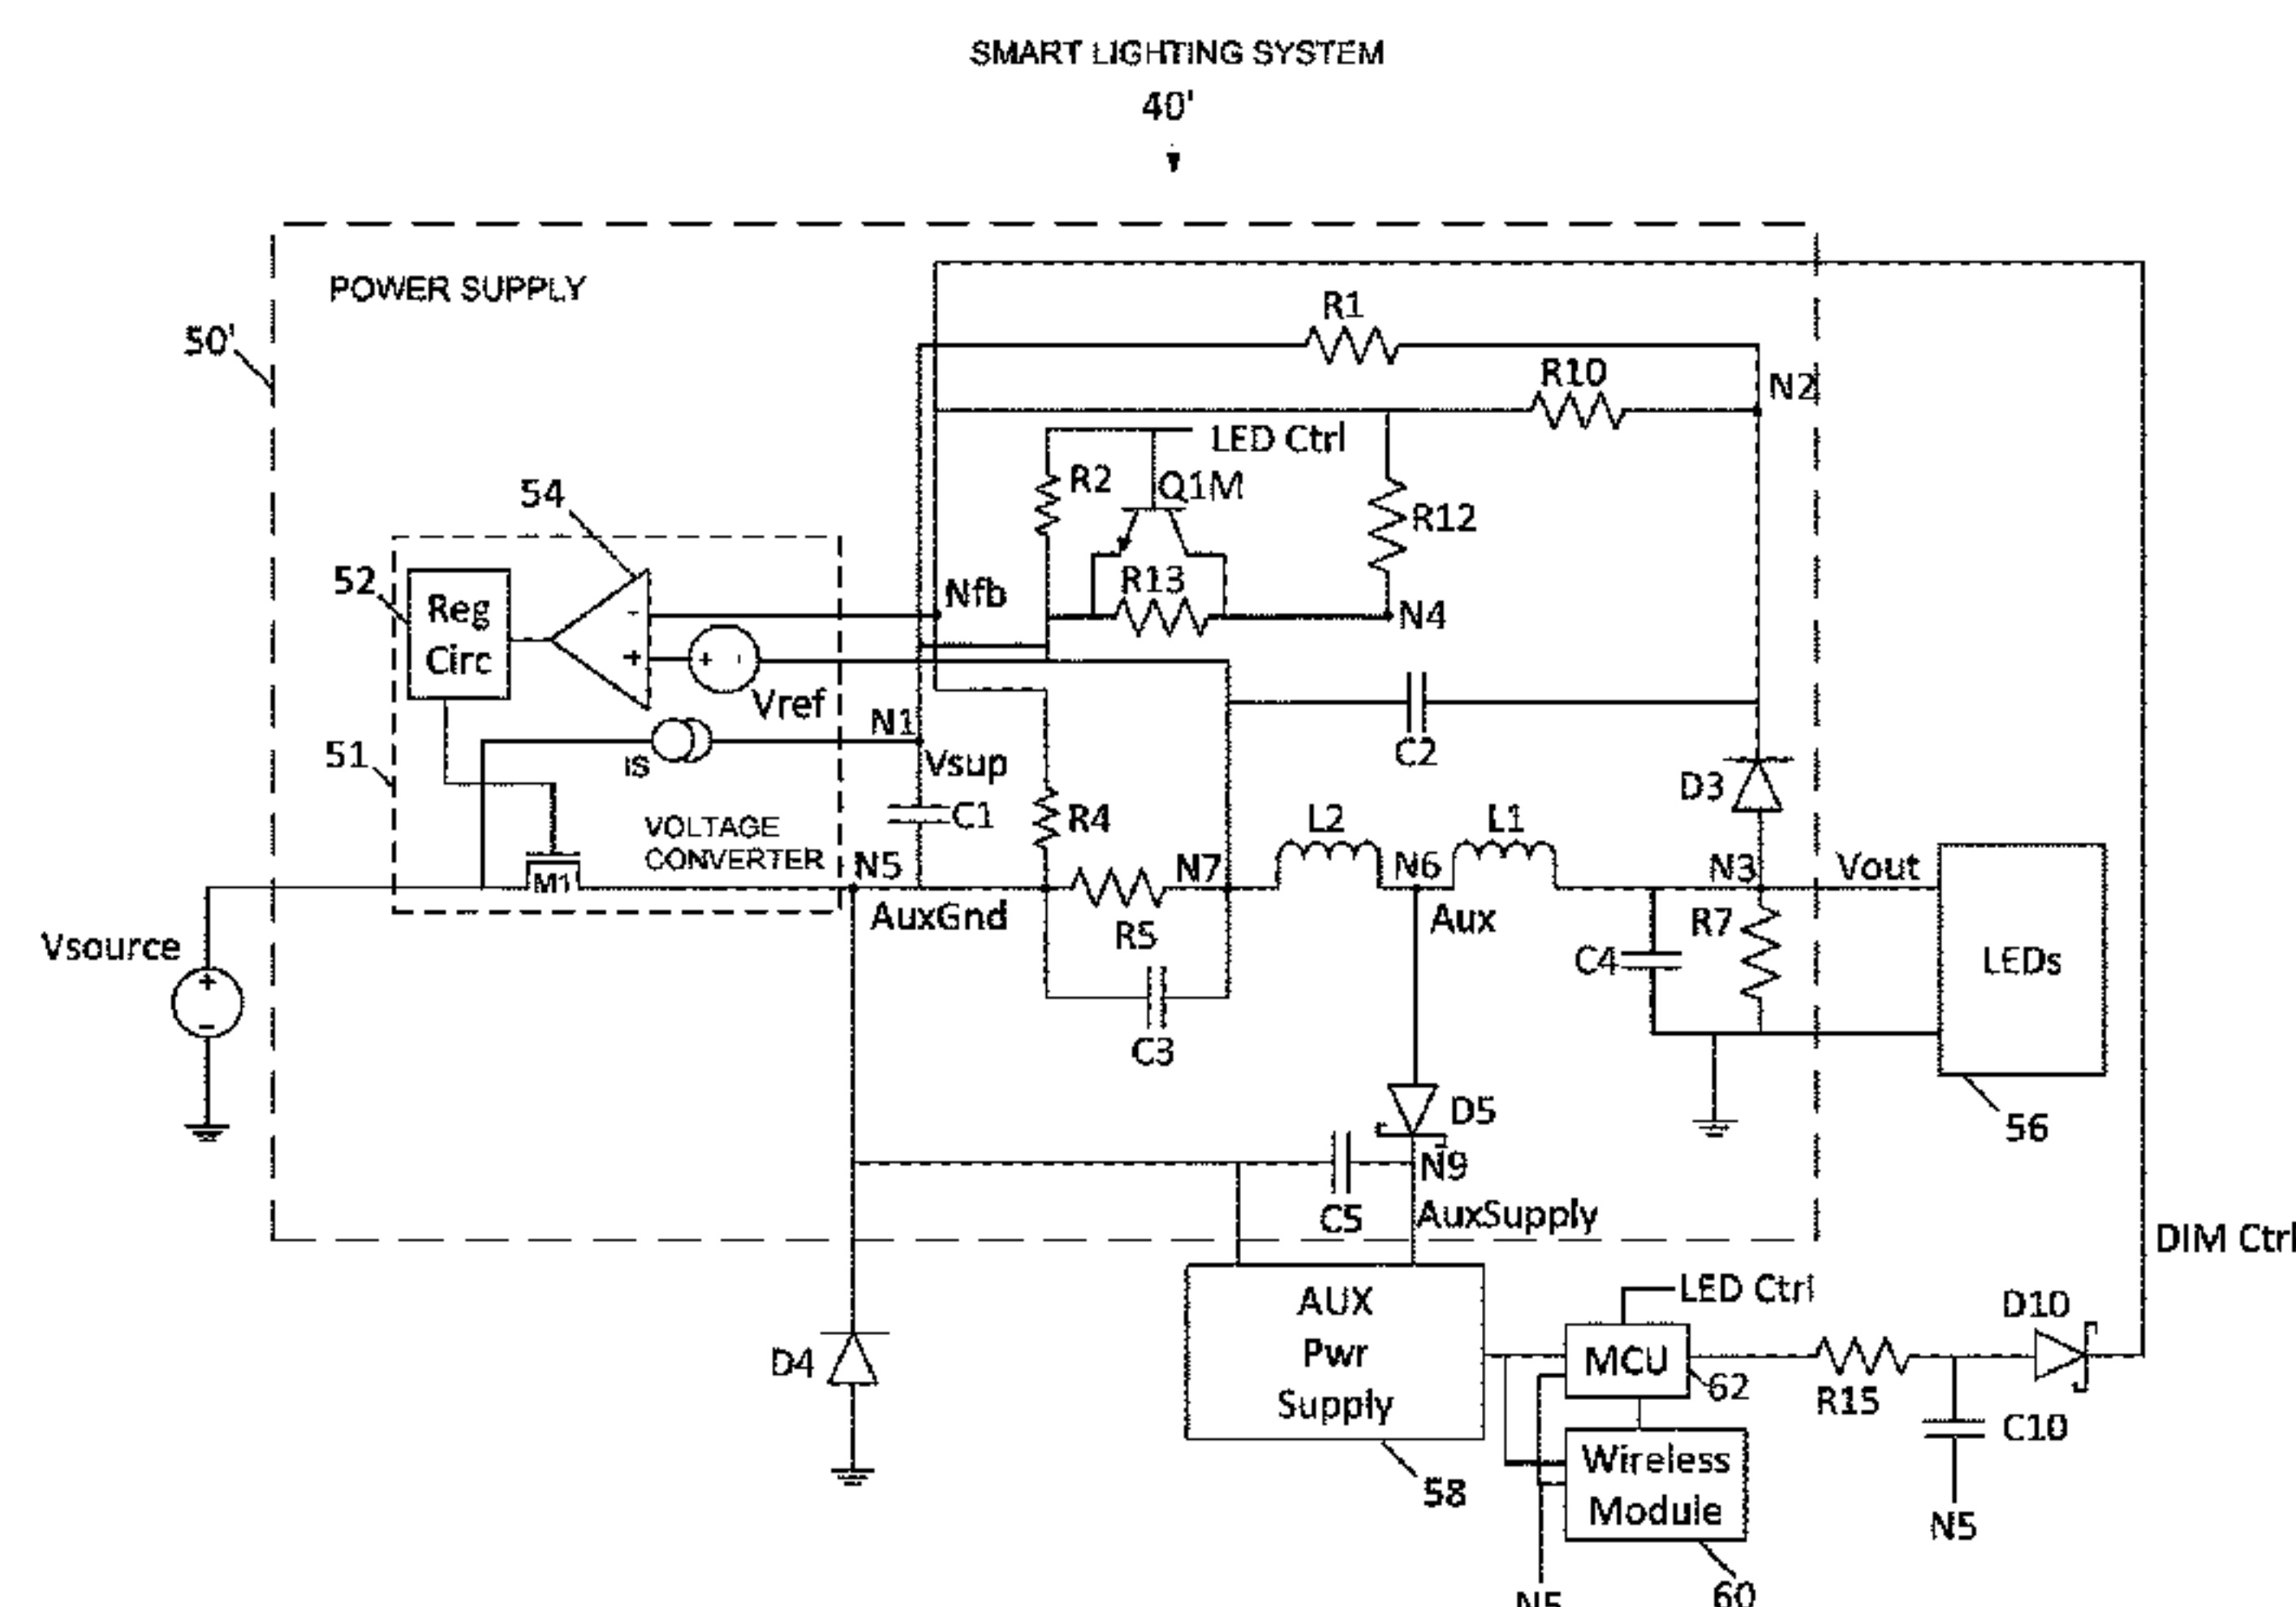 SMART LIGHTING SYSTEM
40'
POWER SUPPLY
50'
R1
R10
N2
LED Ctrl
R2
Q1M
R12
54
52
Reg
Circ
-
+
+
Vref
Nfb
R13
N4
N1
Vsup
is
51
C2
D3
C1
R4
VOLTAGE
CONVERTER
M1
N5
AuxGnd
N7
L2
N6
L1
N3
Vout
R5
Aux
R7
C4
LEDs
Vsource
+
-
C3
D5
56
N9
C5
AuxSupply
DIM Ctrl
AUX
Pwr
Supply
LED Ctrl
D10
D4
MCU
62
R15
C10
58
Wireless
Module
N5
N5
60